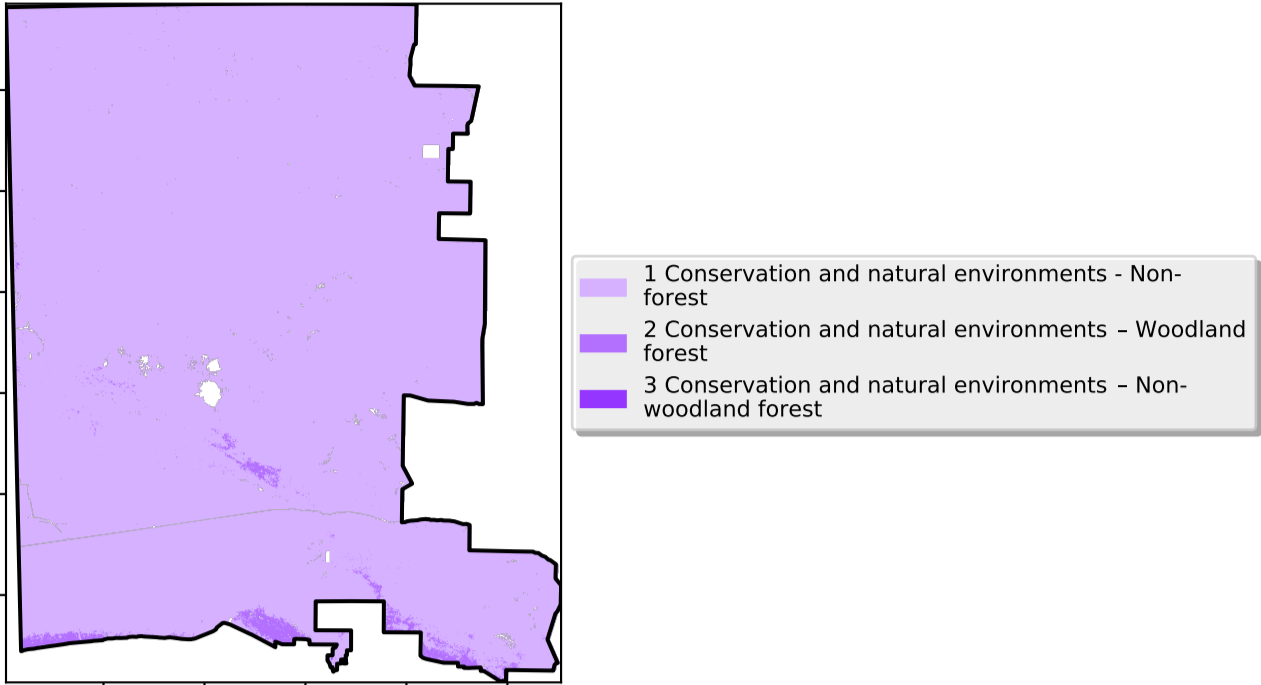 1 Conservation and natural environments - Non-
forest
2 Conservation and natural environments – Woodland
forest
3 Conservation and natural environments – Non-
woodland forest